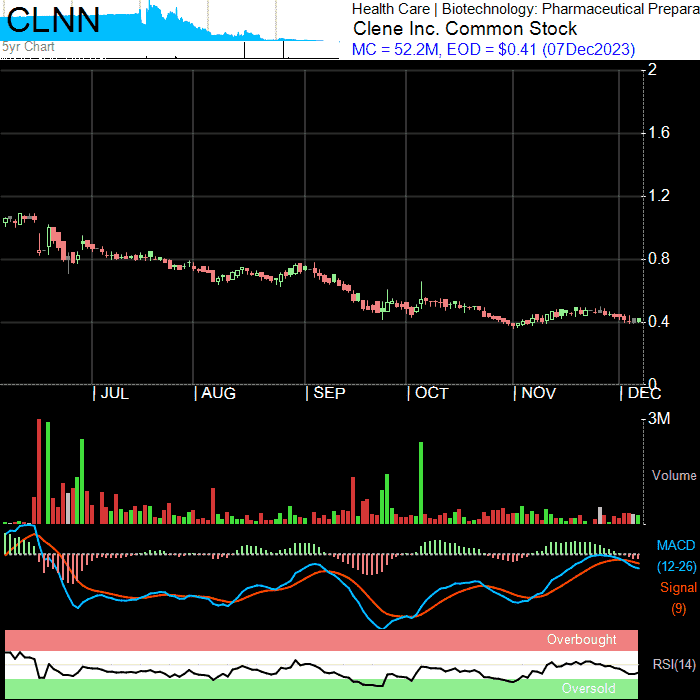 CLNN
5yr Chart
Health Care | Biotechnology: Pharmaceutical Prepara
Clene Inc. Common Stock
MC = 52.2M, EOD = $0.41 (07Dec2023)
2
1.6
1.2
0.8
0.4
0
JUL AUG SEP OCT NOV DEC
3M
Volume
MACD
(12-26)
Signal
(9)
Overbought
RSI(14)
Oversold